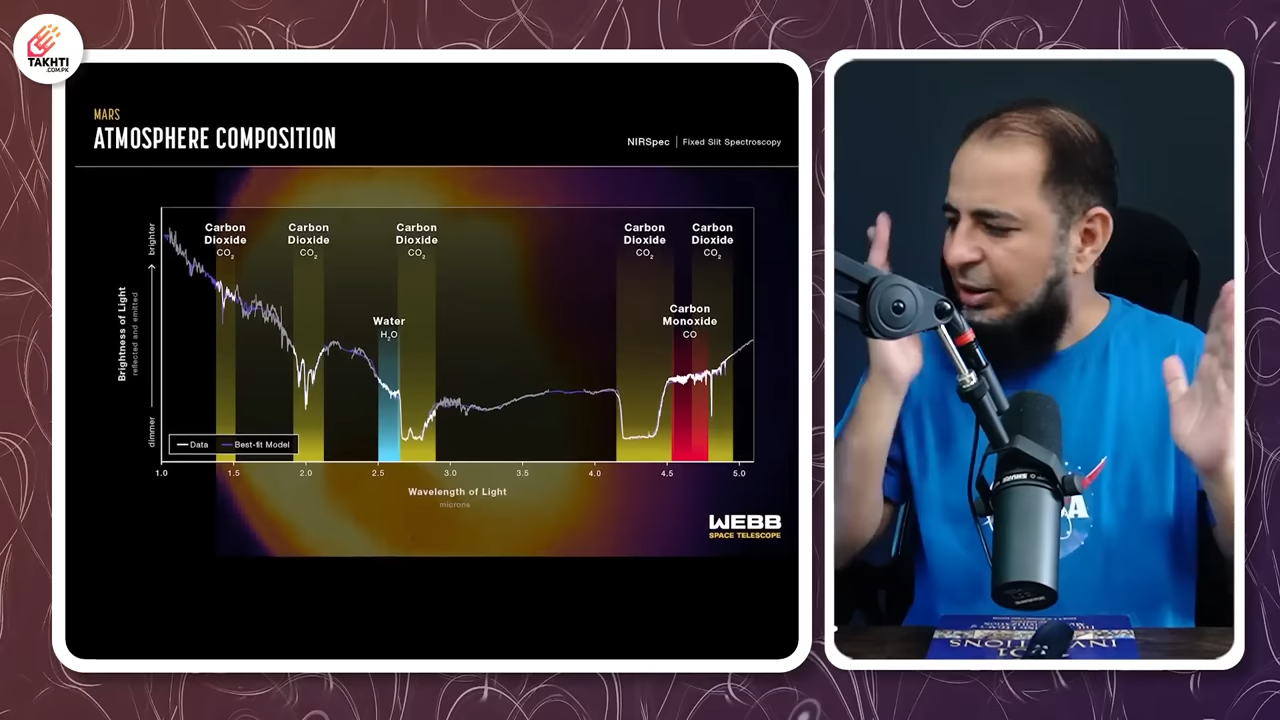 TAKHTI
.COM.PK
MARS
ATMOSPHERE COMPOSITION
NIRSpec | Fixed Slit Spectroscopy
Carbon
Dioxide
CO₂
Carbon
Dioxide
CO₂
Carbon
Dioxide
CO₂
Carbon
Dioxide
CO₂
Carbon
Dioxide
CO₂
Water
H₂O
Carbon
Monoxide
CO
brighter
Brightness of Light
reflected and emitted
dimmer
Data
Best-fit Model
1.0 1.5 2.0 2.5 3.0 3.5 4.0 4.5 5.0
Wavelength of Light
microns
WEBB
SPACE TELESCOPE
SHURE